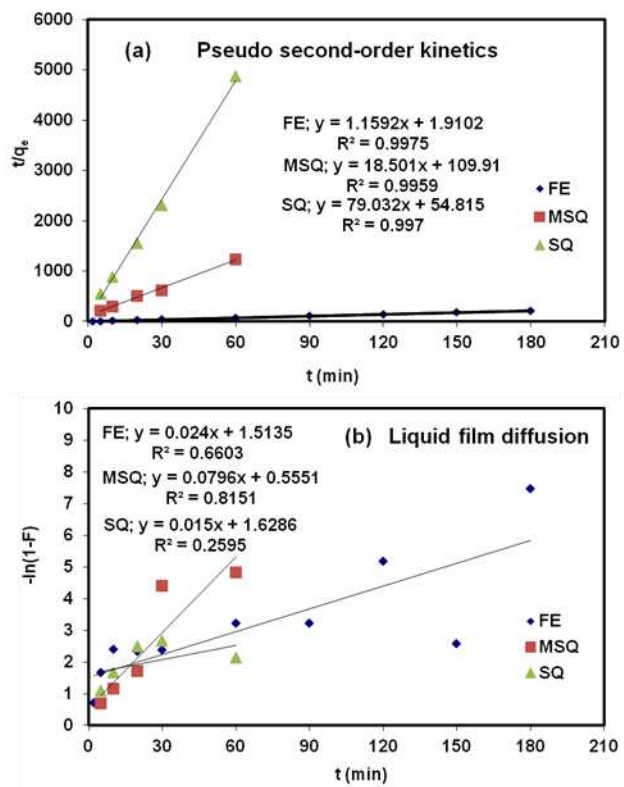 (a) Pseudo second-order kinetics
6000
5000
4000
3000
2000
1000
0
t/qe
FE; y = 1.1592x + 1.9102
R² = 0.9975
MSQ; y = 18.501x + 109.91
R² = 0.9959
SQ; y = 79.032x + 54.815
R² = 0.997
FE
MSQ
SQ
0 30 60 90 120 150 180 210
t (min)
(b) Liquid film diffusion
10
9
8
7
6
5
4
3
2
1
0
-ln(1-F)
FE; y = 0.024x + 1.5135
R² = 0.6603
MSQ; y = 0.0796x + 0.5551
R² = 0.8151
SQ; y = 0.015x + 1.6286
R² = 0.2595
FE
MSQ
SQ
0 30 60 90 120 150 180 210
t (min)